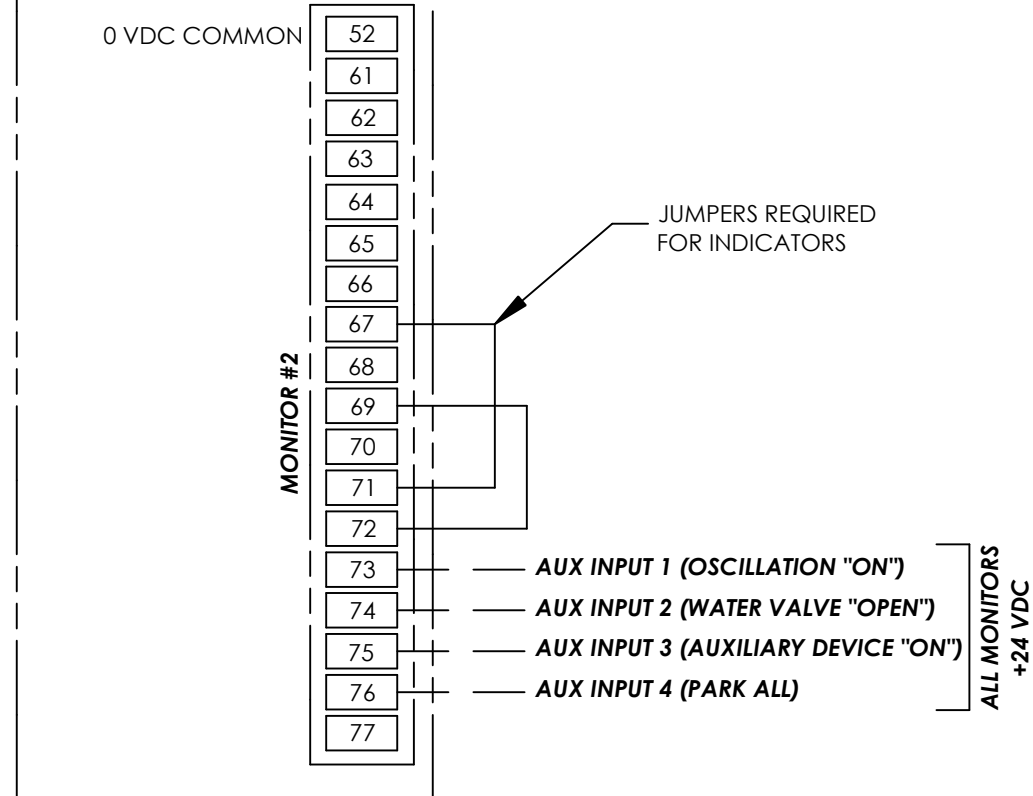 0 VDC COMMON
52
61
62
63
64
65
66
67
68
69
70
71
72
73
74
75
76
77
MONITOR #2
JUMPERS REQUIRED
FOR INDICATORS
AUX INPUT 1 (OSCILLATION "ON")
AUX INPUT 2 (WATER VALVE "OPEN")
AUX INPUT 3 (AUXILIARY DEVICE "ON")
AUX INPUT 4 (PARK ALL)
ALL MONITORS
+24 VDC